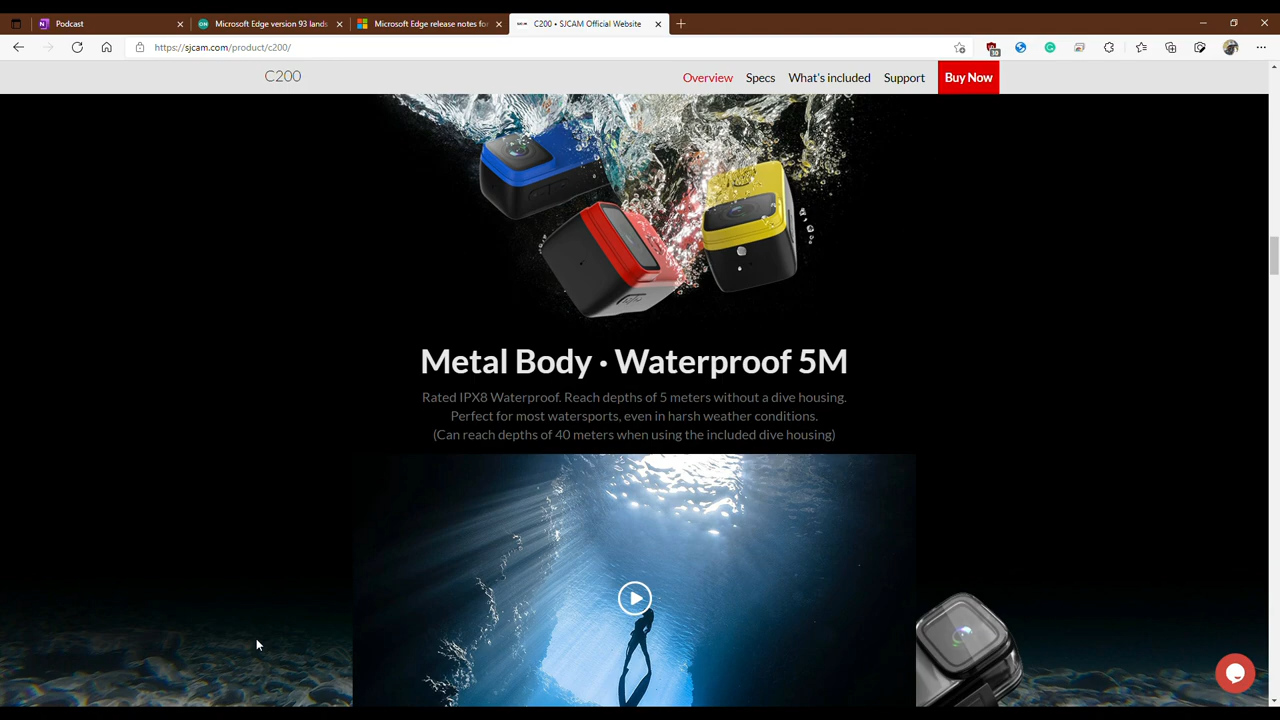 Podcast
Microsoft Edge version 93 lands
Microsoft Edge release notes for
C200 • SJCAM Official Website
https://sjcam.com/product/c200/
10
C200
Overview
Specs
What's included
Support
Buy Now
Metal Body · Waterproof 5M
Rated IPX8 Waterproof. Reach depths of 5 meters without a dive housing.
Perfect for most watersports, even in harsh weather conditions.
(Can reach depths of 40 meters when using the included dive housing)